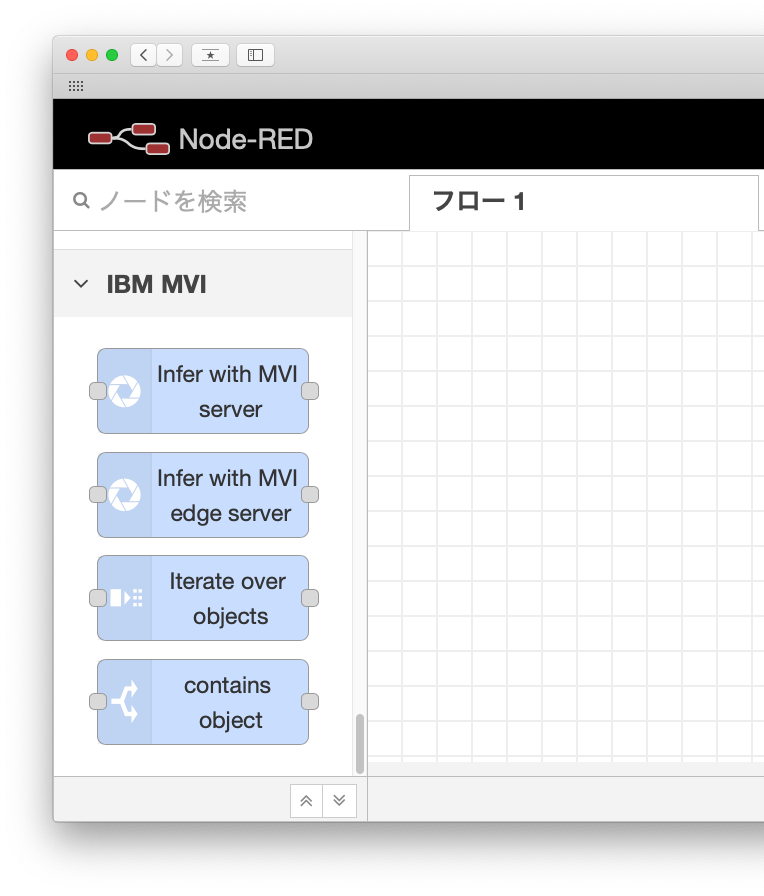 Node-RED
ノードを検索
フロー 1
IBM MVI
Infer with MVI
server
Infer with MVI
edge server
Iterate over
objects
contains
object